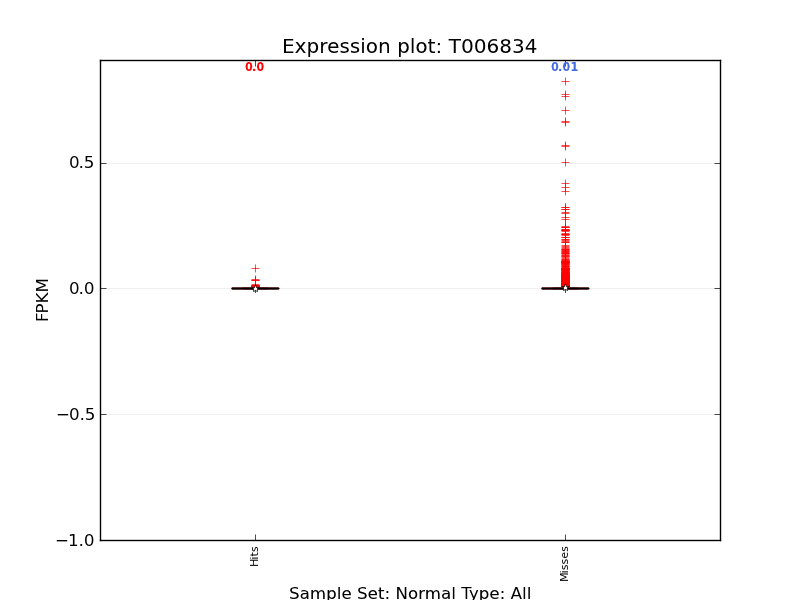 Expression plot: T006834
0.0
0.01
0.5
0.0
−0.5
−1.0
FPKM
Hits
Misses
Sample Set: Normal Type: All